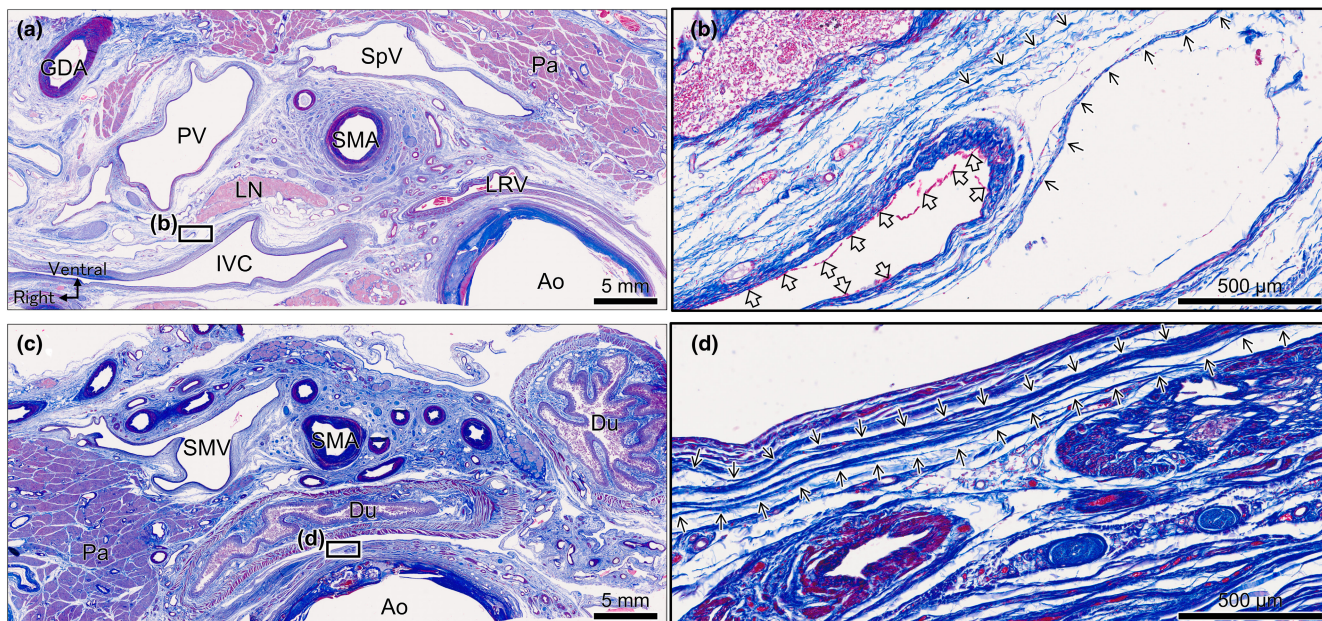 (a)
GDA
SpV
Pa
PV
SMA
LN
LRV
(b)
IVC
Ventral
Right
Ao
5 mm
(b)
500 µm
(c)
SMV
SMA
Du
Du
Pa
(d)
Ao
5 mm
(d)
500 µm